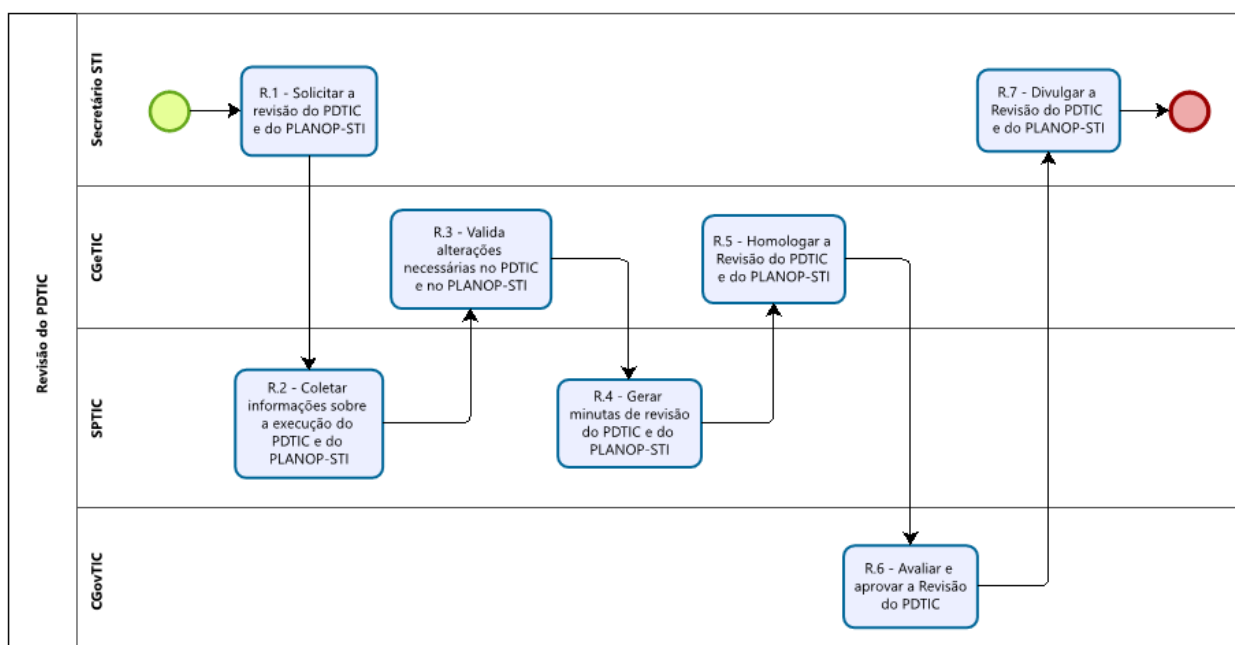 Revisão do PDTIC
Secretário STI
R.1 - Solicitar a
revisão do PDTIC
e do PLANOP-STI
R.7 - Divulgar a
Revisão do PDTIC
e do PLANOP-STI
CGeTIC
R.3 - Valida
alterações
necessárias no PDTIC
e no PLANOP-STI
R.5 - Homologar a
Revisão do PDTIC
e do PLANOP-STI
SPTIC
R.2 - Coletar
informações sobre
a execução do
PDTIC e do
PLANOP-STI
R.4 - Gerar
minutas de revisão
do PDTIC e do
PLANOP-STI
CGovTIC
R.6 - Avaliar e
aprovar a Revisão
do PDTIC